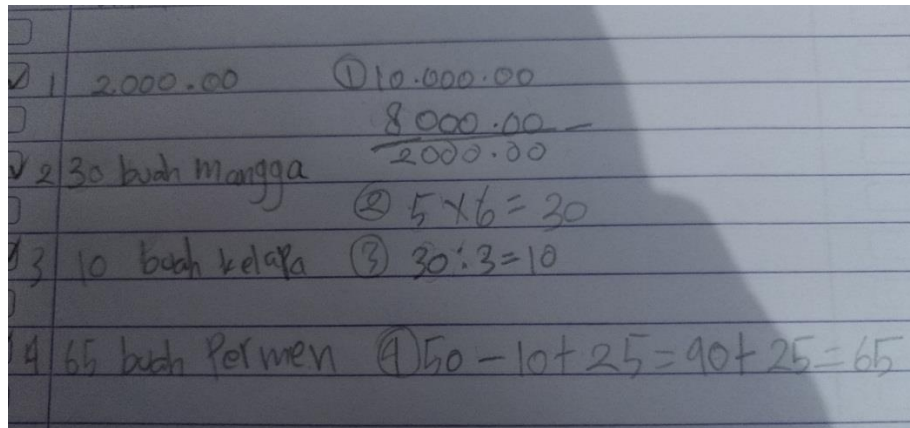 1 2.000.00 ① 10.000.00
8000.00 -
2000.00
2 30 buah mangga
② 5 x 6 = 30
3 10 buah kelapa ③ 30 : 3 = 10
4 65 buah Permen ④ 50 - 10 + 25 = 40 + 25 = 65